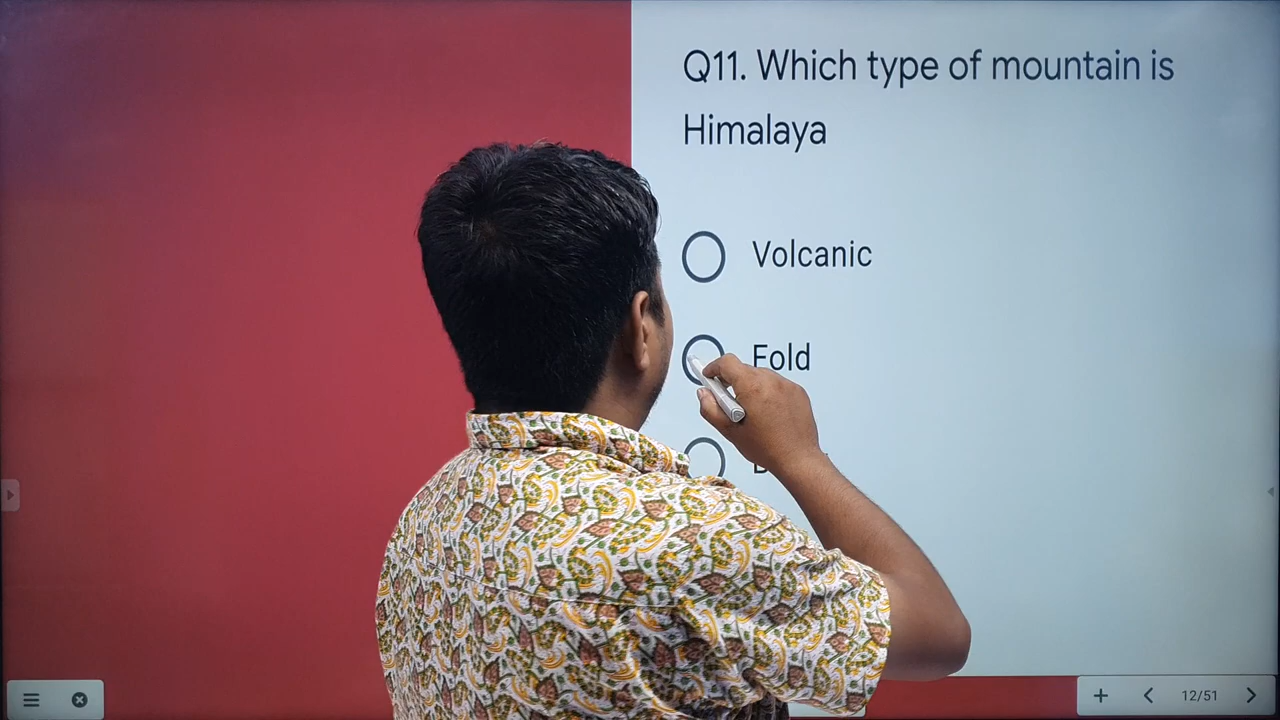 Q11. Which type of mountain is
Himalaya
Volcanic
Fold
12/51